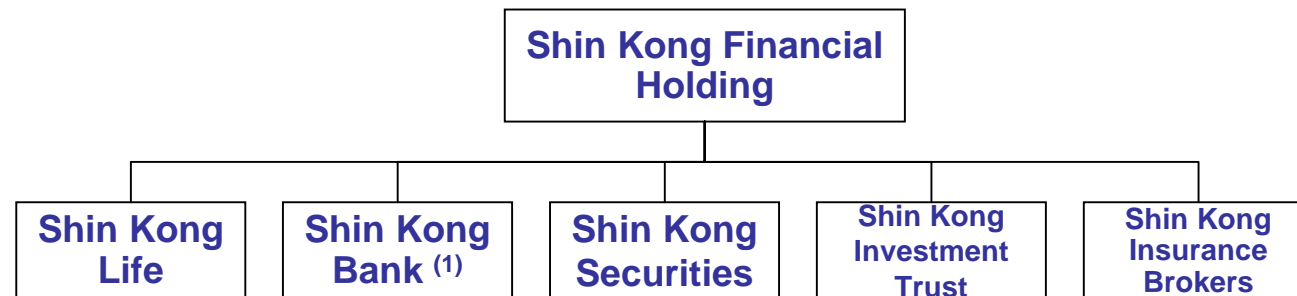 Shin Kong Financial
Holding
Shin Kong
Life
Shin Kong
Bank (1)
Shin Kong
Securities
Shin Kong
Investment
Trust
Shin Kong
Insurance
Brokers